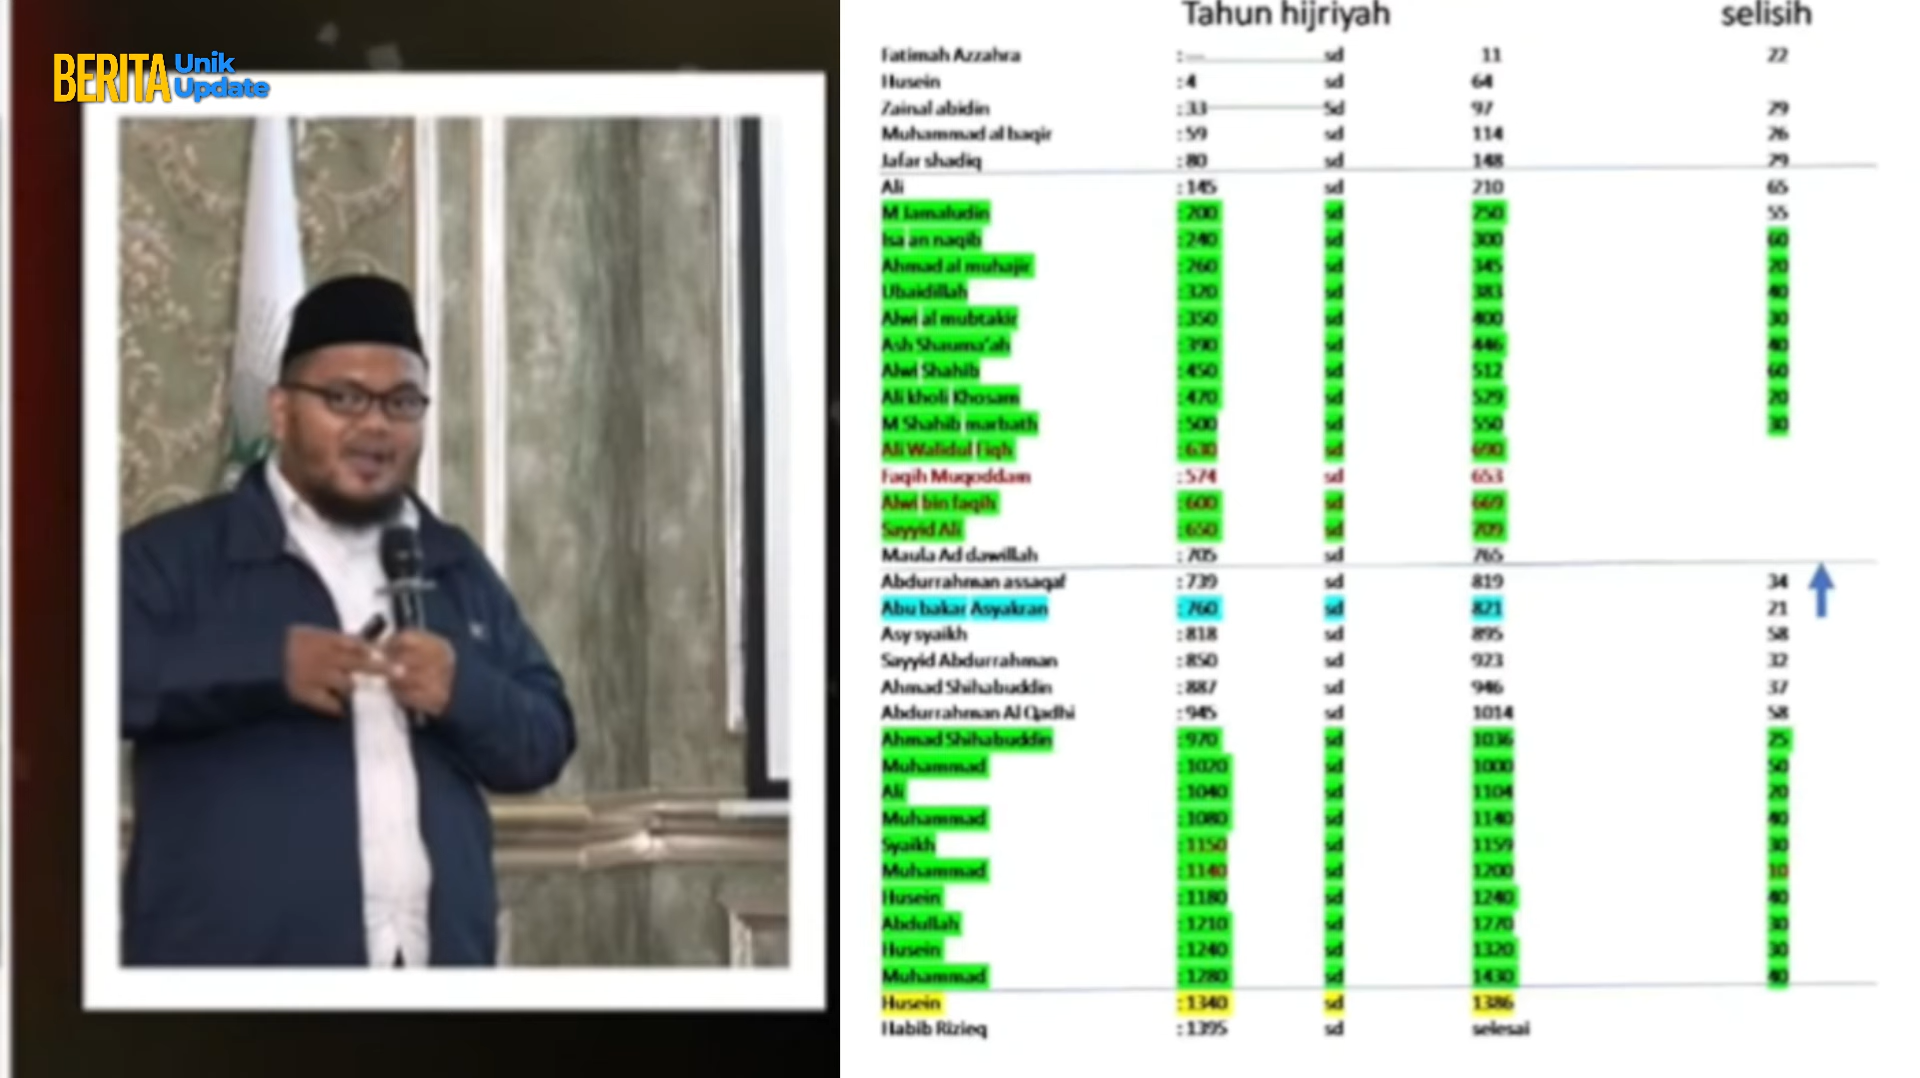 BERITA Unik Update
Tahun hijriyah selisih
Fatimah Azzahra :--- sd 11 22
Husein : 4 sd 64
Zainal abidin : 33 Sd 97 29
Muhammad al baqir : 59 sd 114 26
Jafar shadiq : 80 sd 148 29
Ali : 145 sd 210 65
M Jamaludin : 200 sd 250 55
Isa an naqib : 240 sd 300 60
Ahmad al muhajir : 260 sd 345 20
Ubaidillah : 320 sd 383 40
Alwi al mubtakir : 350 sd 400 30
Ash Shauma'ah : 390 sd 446 40
Alwi Shahib : 450 sd 512 60
Ali kholi Khosam : 470 sd 529 20
M Shahib marbath : 500 sd 550 30
Ali Walidul Fiqh : 630 sd 690
Faqih Muqoddam : 574 sd 653
Alwi bin faqih : 600 sd 669
Sayyid Ali : 650 sd 709
Maula Ad dawillah : 705 sd 765
Abdurrahman assaqaf : 739 sd 819 34
Abu bakar Asyakran : 760 sd 821 21
Asy syaikh : 818 sd 895 58
Sayyid Abdurrahman : 850 sd 923 32
Ahmad Shihabuddin : 887 sd 946 37
Abdurrahman Al Qadhi : 945 sd 1014 58
Ahmad Shihabuddin : 970 sd 1036 25
Muhammad : 1020 sd 1000 50
Ali : 1040 sd 1104 20
Muhammad : 1080 sd 1140 40
Syaikh : 1150 sd 1159 30
Muhammad : 1140 sd 1200 10
Husein : 1180 sd 1240 40
Abdullah : 1210 sd 1270 30
Husein : 1240 sd 1320 30
Muhammad : 1280 sd 1430 40
Husein : 1340 sd 1386
Habib Rizieq : 1395 sd selesai